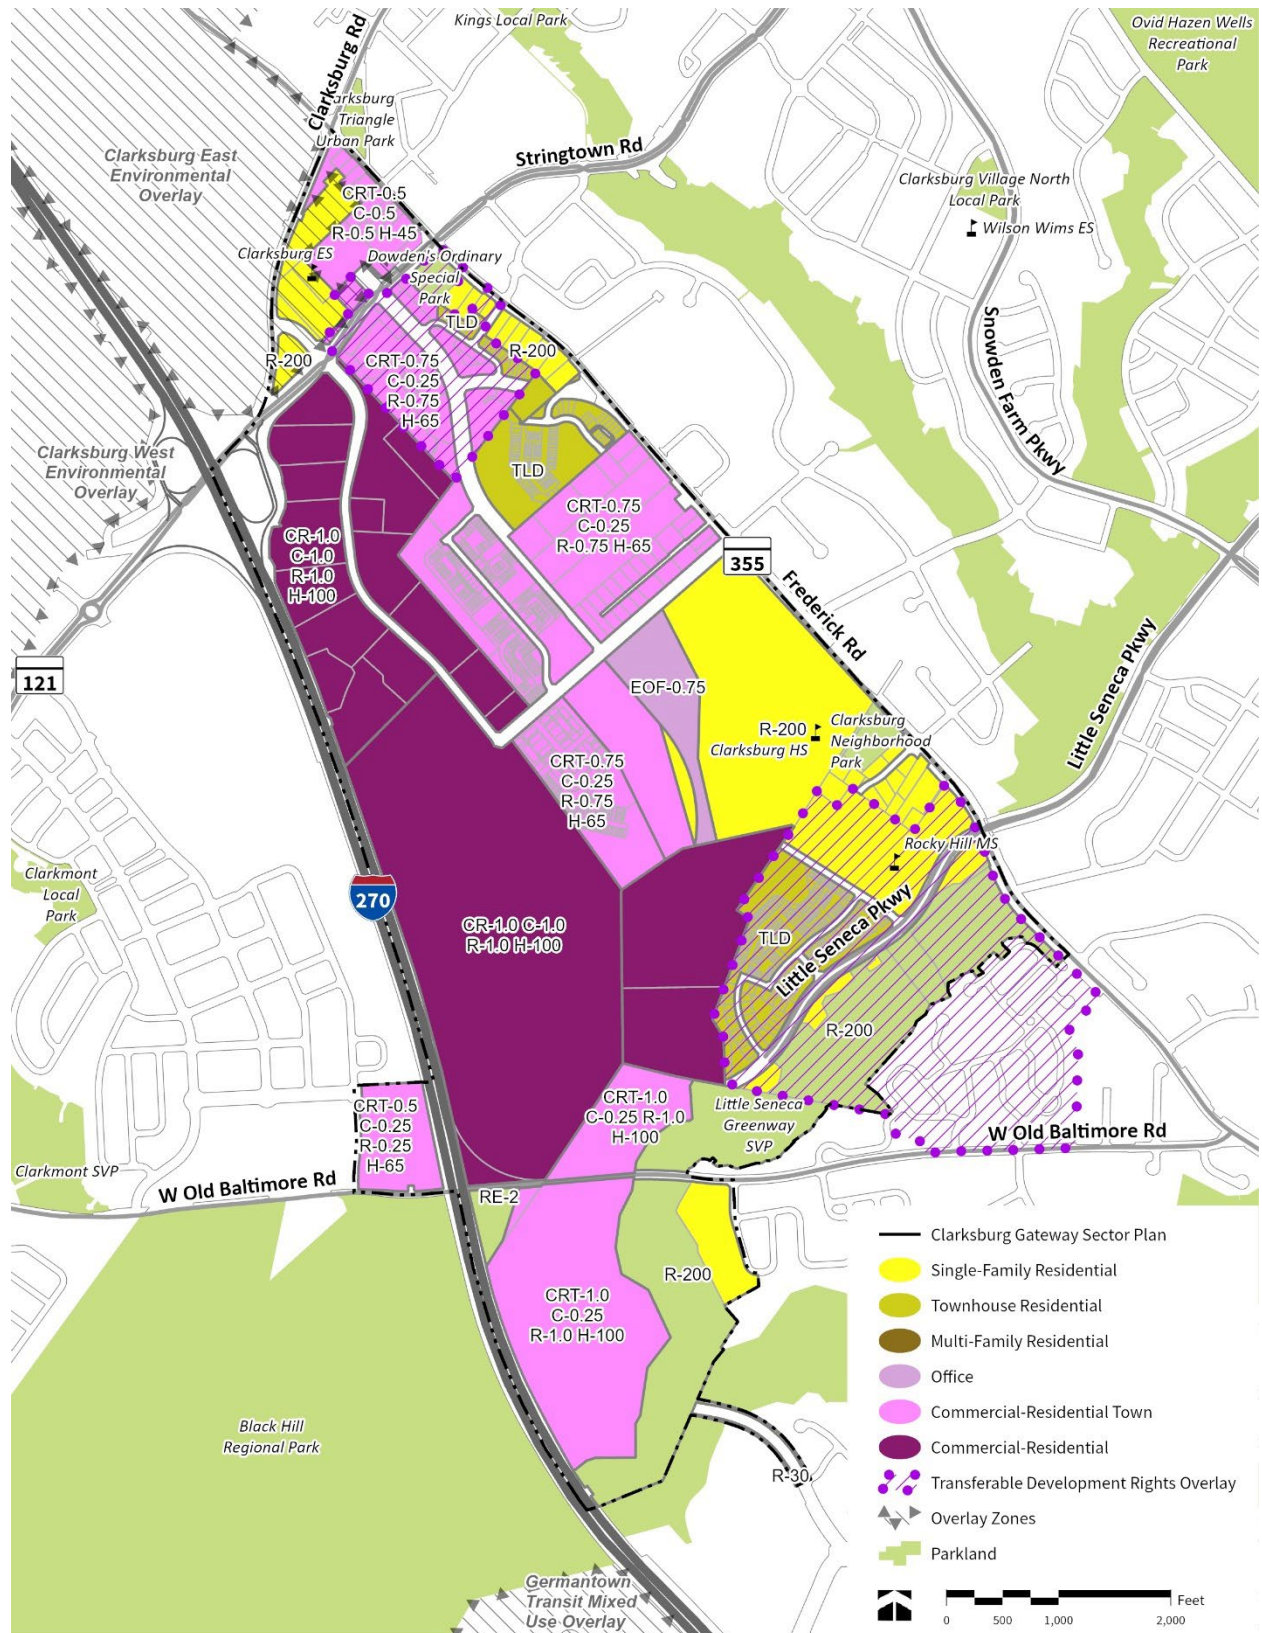 Kings Local Park
Ovid Hazen Wells
Recreational
Park
Clarksburg Rd
arksburg
Triangle
Urban Park
Stringtown Rd
Clarksburg East
Environmental
Overlay
Clarksburg Village North
Local Park
Wilson Wims ES
CRT-0.5
C-0.5
R-0.5 H-45
Clarksburg ES
Dowden's Ordinary
Special
Park
TLD
R-200
R-200
CRT-0.75
C-0.25
R-0.75
H-65
Snowden Farm Pkwy
Clarksburg West
Environmental
Overlay
TLD
CRT-0.75
C-0.25
R-0.75 H-65
CR-1.0
C-1.0
R-1.0
H-100
355
Frederick Rd
121
EOF-0.75
Little Seneca Pkwy
R-200
Clarksburg HS
Clarksburg
Neighborhood
Park
CRT-0.75
C-0.25
R-0.75
H-65
Rocky Hill MS
Clarkmont
Local
Park
270
CR-1.0 C-1.0
R-1.0 H-100
TLD
Little Seneca Pkwy
R-200
CRT-0.5
C-0.25
R-0.25
H-65
CRT-1.0
C-0.25 R-1.0
H-100
Little Seneca
Greenway
SVP
W Old Baltimore Rd
Clarkmont SVP
W Old Baltimore Rd
RE-2
R-200
CRT-1.0
C-0.25
R-1.0 H-100
Black Hill
Regional Park
R-30
Germantown
Transit Mixed
Use Overlay
Clarksburg Gateway Sector Plan
Single-Family Residential
Townhouse Residential
Multi-Family Residential
Office
Commercial-Residential Town
Commercial-Residential
Transferable Development Rights Overlay
Overlay Zones
Parkland
Feet
0 500 1,000 2,000